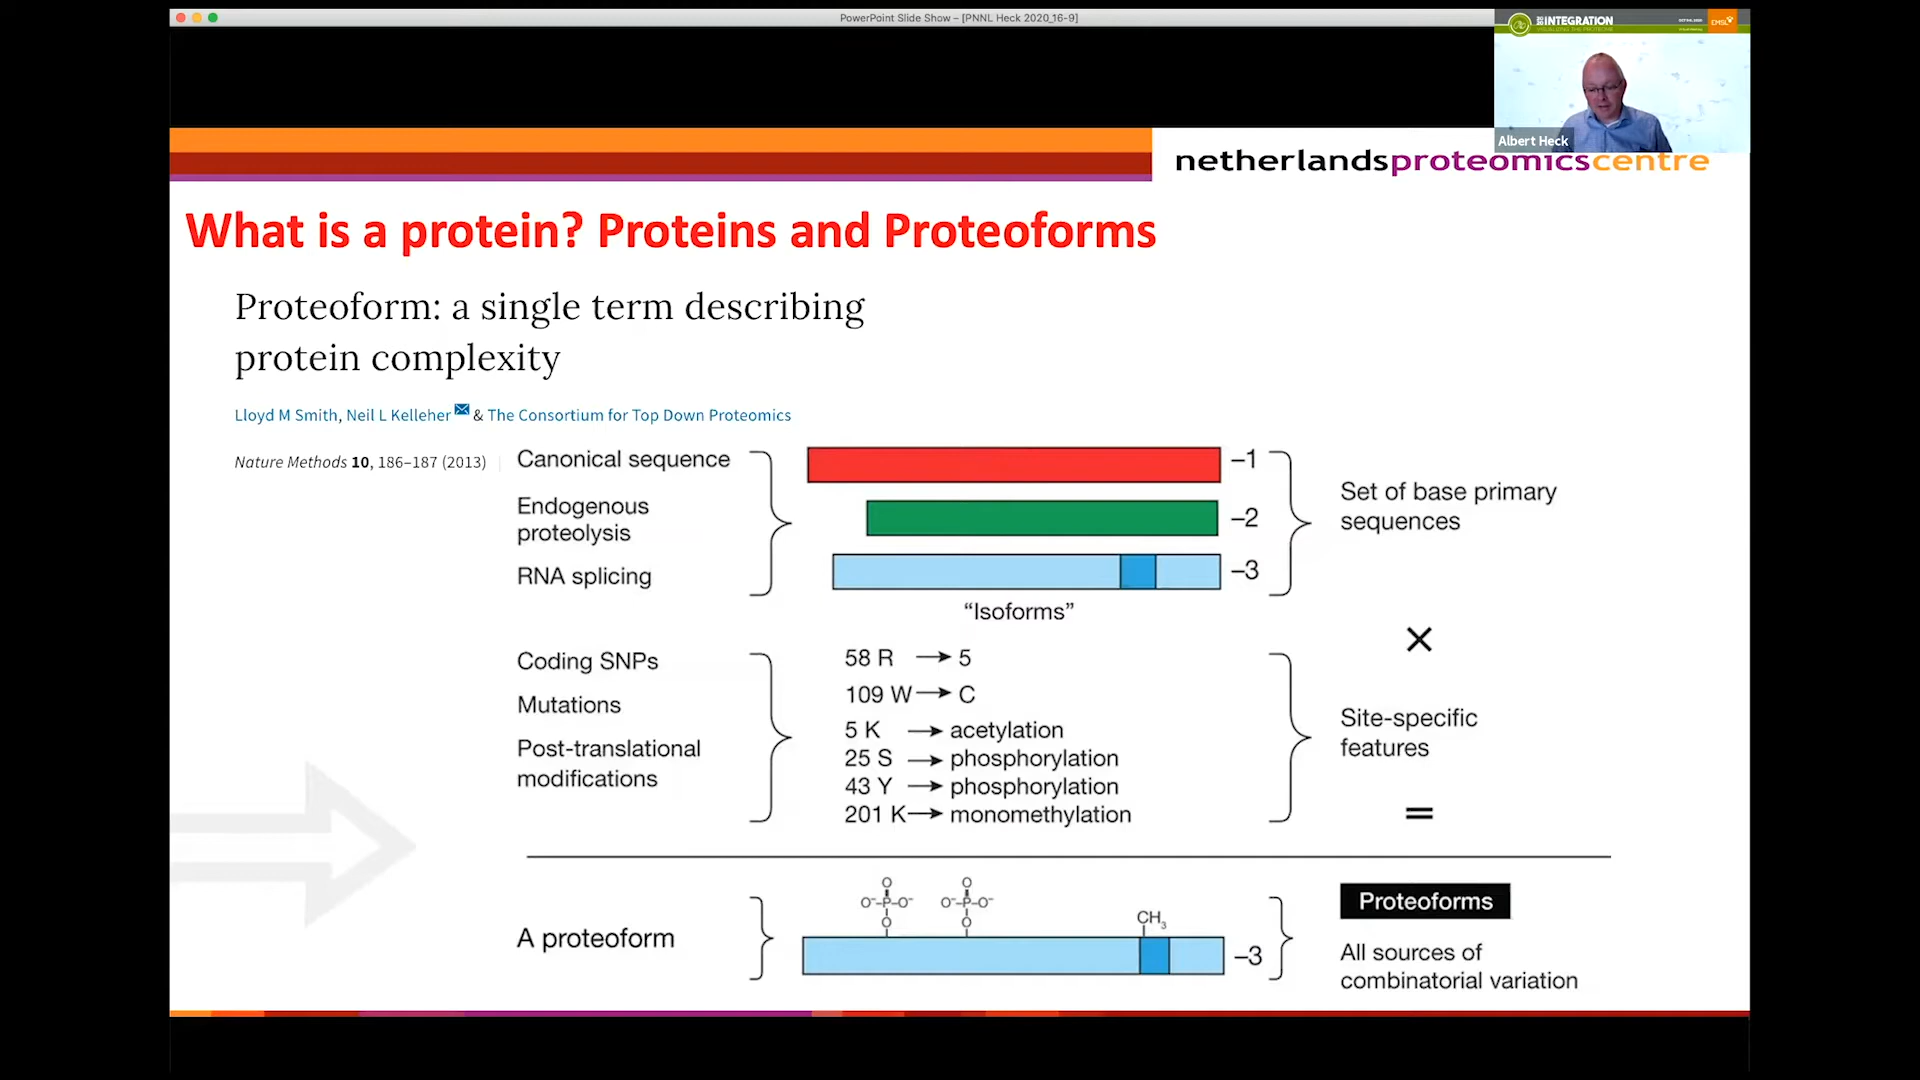 PowerPoint Slide Show – [PNNL Heck 2020_16-9]
INTEGRATION
EMSL
Albert Heck
netherlandsproteomicscentre
What is a protein? Proteins and Proteoforms
Proteoform: a single term describing
protein complexity
Lloyd M Smith, Neil L Kelleher & The Consortium for Top Down Proteomics
Nature Methods 10, 186–187 (2013)
Canonical sequence
–1
Endogenous
proteolysis
–2
RNA splicing
–3
“Isoforms”
Set of base primary
sequences
×
Coding SNPs
Mutations
Post-translational
modifications
58 R → 5
109 W → C
5 K → acetylation
25 S → phosphorylation
43 Y → phosphorylation
201 K → monomethylation
Site-specific
features
=
A proteoform
O
O⁻–P–O⁻
O
O
O⁻–P–O⁻
O
CH₃
–3
Proteoforms
All sources of
combinatorial variation